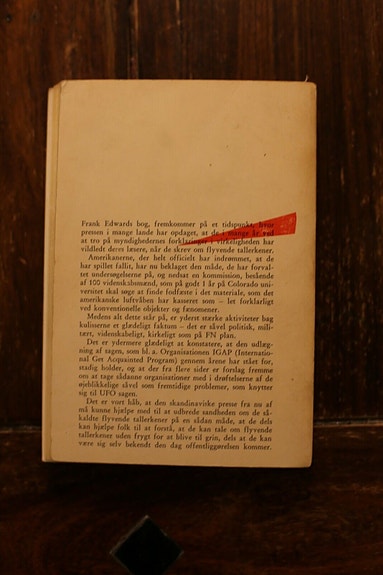 Frank Edwards bog, fremkommer på et tidspunkt, hvor
pressen i mange lande har opdaget, at de i mange år ved
at tro på myndighedernes forklaringer i virkeligheden har
vildledt deres læsere, når de skrev om flyvende tallerkener.
Amerikanerne, der helt officielt har indrømmet, at de
har spillet fallit, har nu beklaget den måde, de har forval-
tet undersøgelserne på, og nedsat en kommission, bestående
af 100 videnskabsmænd, som på godt 1 år på Colorado uni-
versitet skal søge at finde fodfæste i det materiale, som det
amerikanske luftvåben har kasseret som – let forklarligt
ved konventionelle objekter og fænomener.
Medens alt dette står på, er yderst stærke aktiviteter bag
kulisserne et glædeligt faktum – det er såvel politisk, mili-
tært, videnskabeligt, kirkeligt som på FN plan.
Det er ydermere glædeligt at konstatere, at den udlæg-
ning af sagen, som bl. a. Organisationen IGAP (Internatio-
nal Get Acquainted Program) gennem årene har stået for,
stadig holder, og at der fra flere sider er forslag fremme
om at tage sådanne organisationer med i drøftelserne af de
øjeblikkelige såvel som fremtidige problemer, som knytter
sig til UFO sagen.
Det er vort håb, at den skandinaviske presse fra nu af
må kunne hjælpe med til at udbrede sandheden om de så-
kaldte flyvende tallerkener på en sådan måde, at de dels
kan hjælpe folk til at forstå, at de kan tale om flyvende
tallerkener uden frygt for at blive til grin, dels at de kan
være sig selv bekendt den dag offentliggørelsen kommer.